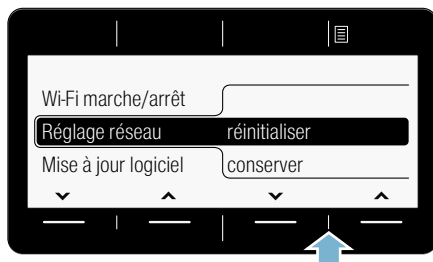 Wi-Fi marche/arrêt
Réglage réseau réinitialiser
Mise à jour logiciel conserver